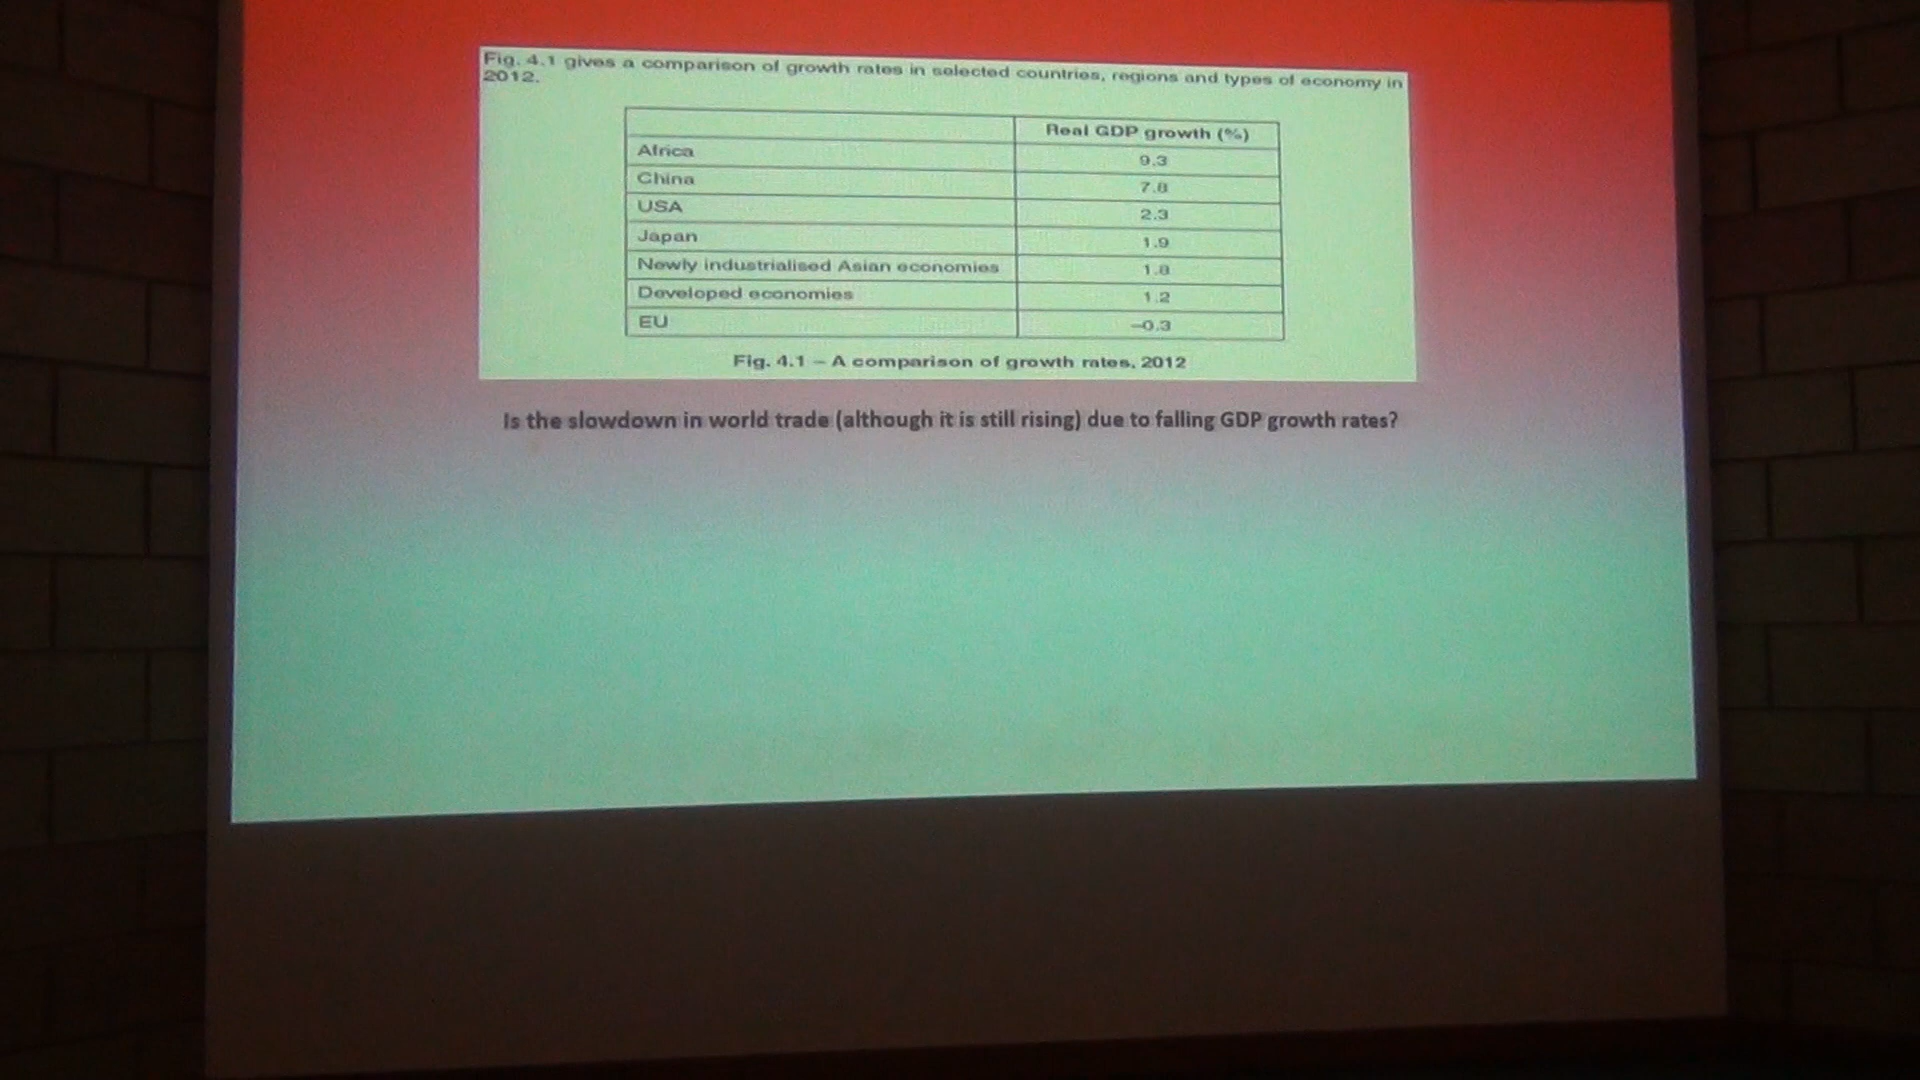 Fig. 4.1 gives a comparison of growth rates in selected countries, regions and types of economy in
2012.
Real GDP growth (%)
Africa 9.3
China 7.8
USA 2.3
Japan 1.9
Newly industrialised Asian economies 1.8
Developed economies 1.2
EU –0.3
Fig. 4.1 – A comparison of growth rates, 2012
Is the slowdown in world trade (although it is still rising) due to falling GDP growth rates?